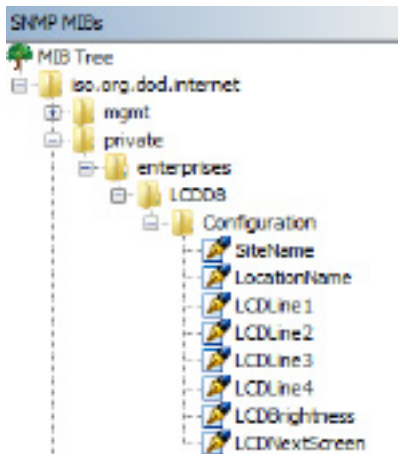 SNMP MIBs
MIB Tree
iso.org.dod.internet
mgmt
private
enterprises
LCDDB
Configuration
SiteName
LocationName
LCDLine1
LCDLine2
LCDLine3
LCDLine4
LCDBrightness
LCDNextScreen